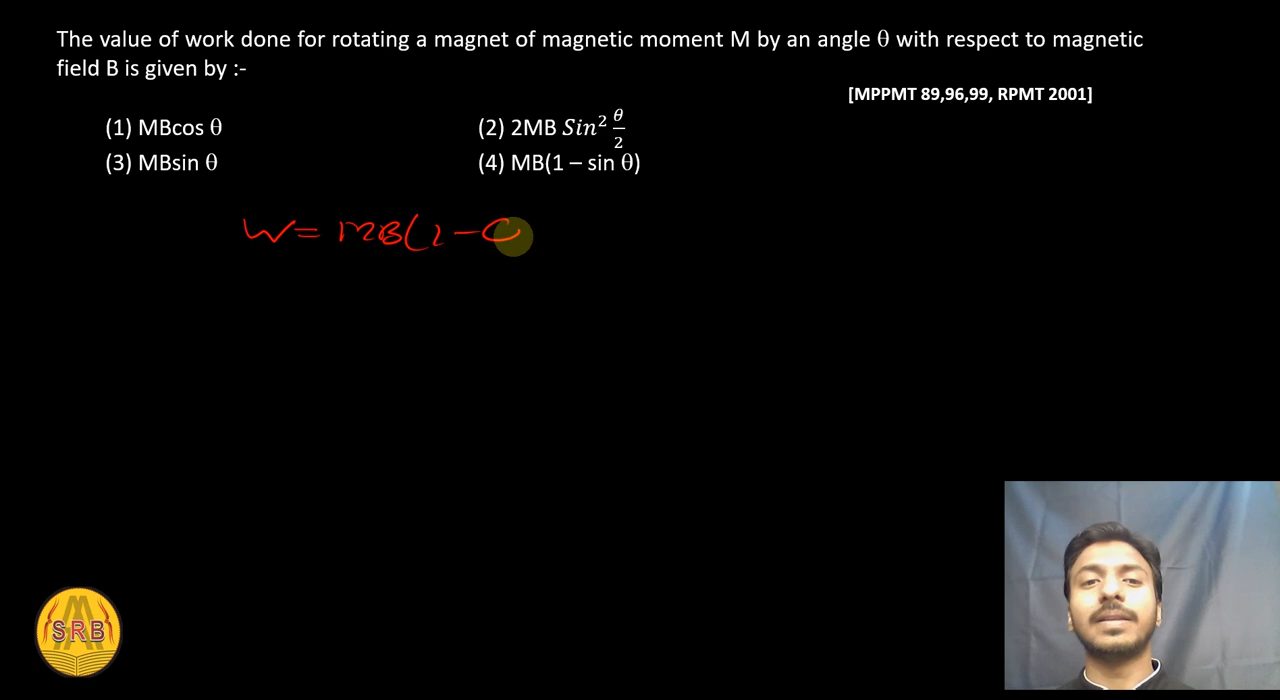 The value of work done for rotating a magnet of magnetic moment M by an angle θ with respect to magnetic
field B is given by :-
[MPPMT 89,96,99, RPMT 2001]
(1) MBcos θ (2) 2MB Sin² θ/2
(3) MBsin θ (4) MB(1 – sin θ)
W = MB(1 - C
SRB